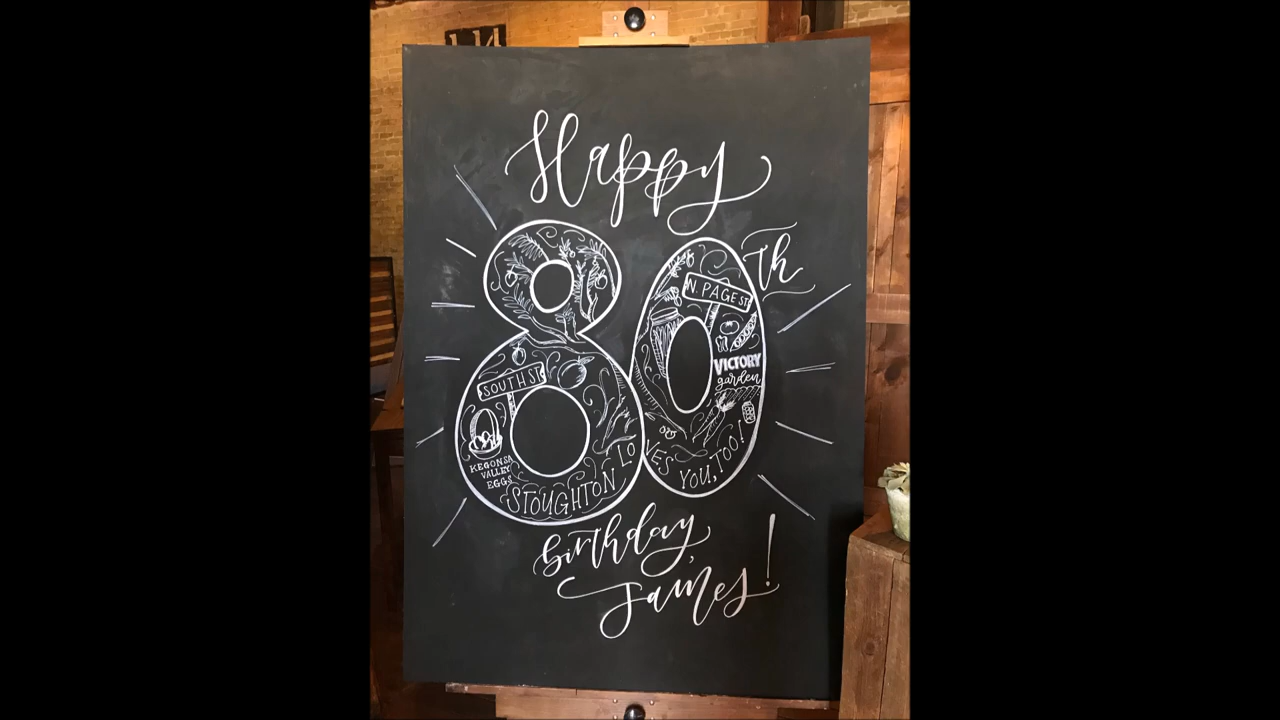 Happy
80th
N. PAGE ST
VICTORY
garden
SOUTH ST
KEGONSA
VALLEY
EGGS
STOUGHTON LOVES YOU, TOO!
birthday,
James!